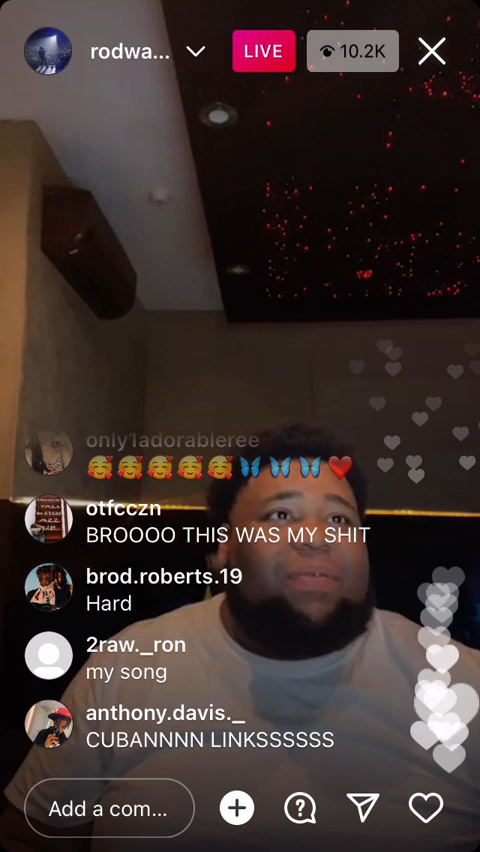 rodwa...
LIVE
10.2K
only1adorableree
🥰🥰🥰🥰🥰🦋🦋🦋❤️
otfcczn
BROOOO THIS WAS MY SHIT
brod.roberts.19
Hard
2raw._ron
my song
anthony.davis._
CUBANNNN LINKSSSSSS
Add a com...